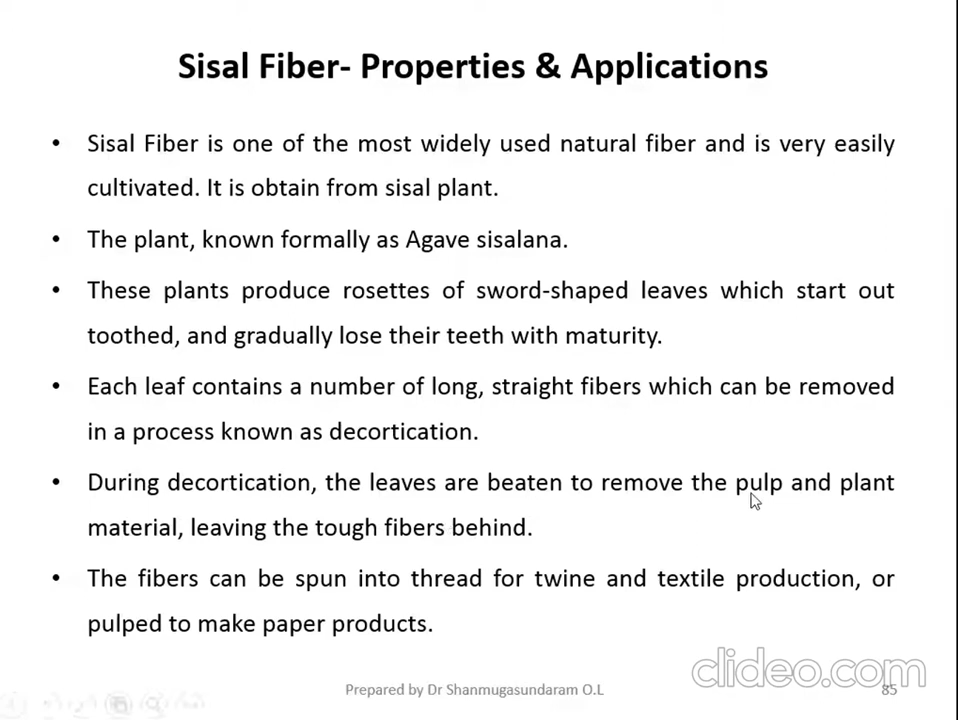 Sisal Fiber- Properties & Applications
• Sisal Fiber is one of the most widely used natural fiber and is very easily
cultivated. It is obtain from sisal plant.
• The plant, known formally as Agave sisalana.
• These plants produce rosettes of sword-shaped leaves which start out
toothed, and gradually lose their teeth with maturity.
• Each leaf contains a number of long, straight fibers which can be removed
in a process known as decortication.
• During decortication, the leaves are beaten to remove the pulp and plant
material, leaving the tough fibers behind.
• The fibers can be spun into thread for twine and textile production, or
pulped to make paper products.
clideo.com
Prepared by Dr Shanmugasundaram O.L
85